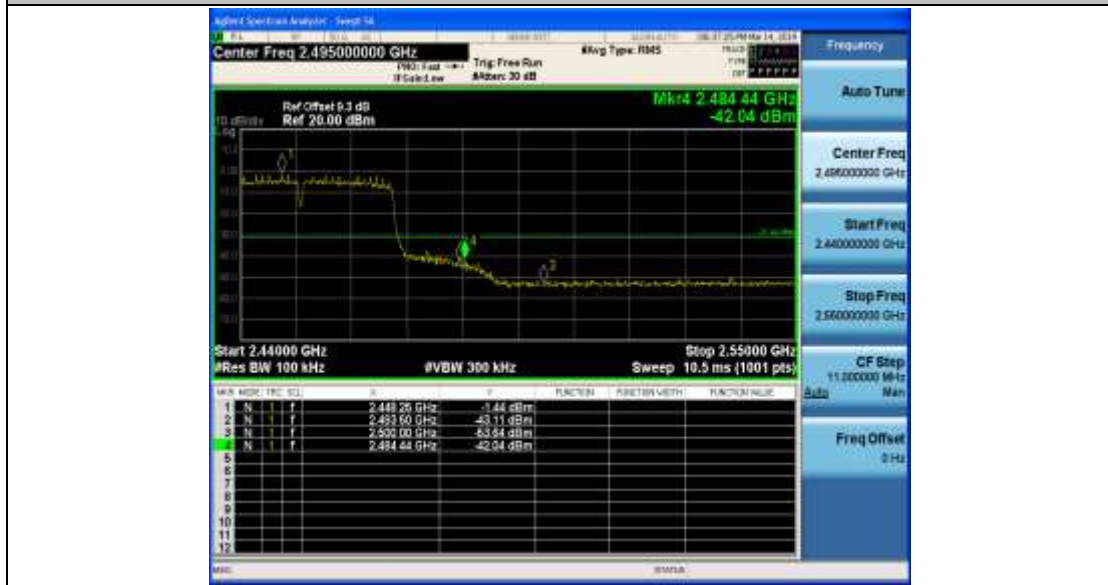 Agilent Spectrum Analyzer - Swept SA
Center Freq 2.495000000 GHz
PNO: Fast
IFGain:Low
Trig: Free Run
#Atten: 30 dB
#Avg Type: RMS
Frequency
Auto Tune
Mkr4 2.484 44 GHz
-42.04 dBm
Ref Offset 9.3 dB
Ref 20.00 dBm
10 dB/div
Log
1
4
3
Center Freq
2.495000000 GHz
Start Freq
2.440000000 GHz
Stop Freq
2.550000000 GHz
Start 2.44000 GHz
Stop 2.55000 GHz
#Res BW 100 kHz
#VBW 300 kHz
Sweep 10.5 ms (1001 pts)
CF Step
11.000000 MHz
Auto Man
MKR MODE TRC SCL X Y FUNCTION FUNCTION WIDTH FUNCTION VALUE
1 N 1 f 2.448 25 GHz -1.44 dBm
2 N 1 f 2.483 50 GHz -43.11 dBm
3 N 1 f 2.500 00 GHz -53.64 dBm
4 N 1 f 2.484 44 GHz -42.04 dBm
5
6
7
8
9
10
11
12
Freq Offset
0 Hz
MSG
STATUS